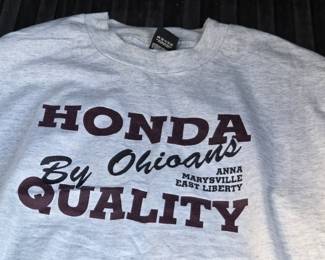 HONDA
By Ohioans
ANNA
MARYSVILLE
EAST LIBERTY
QUALITY